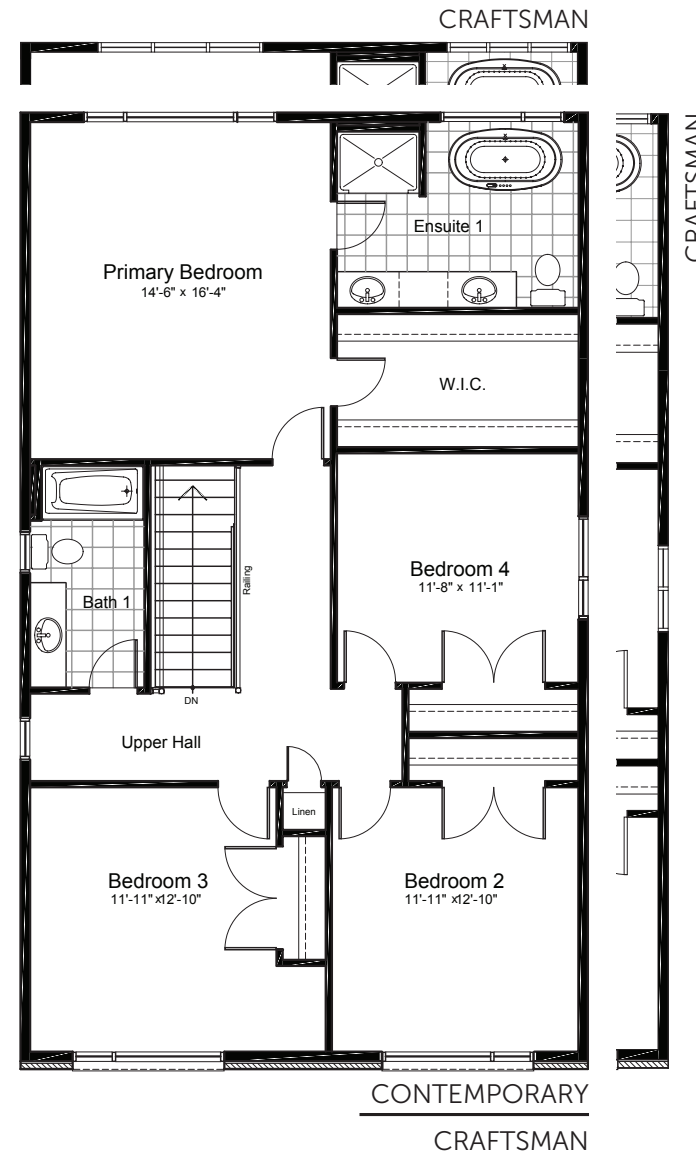 CRAFTSMAN
CRAFTSMAN
Ensuite 1
Primary Bedroom
14'-6" x 16'-4"
W.I.C.
Bedroom 4
11'-8" x 11'-1"
Railing
Bath 1
DN
Upper Hall
Linen
Bedroom 3
11'-11" x12'-10"
Bedroom 2
11'-11" x12'-10"
CONTEMPORARY
CRAFTSMAN